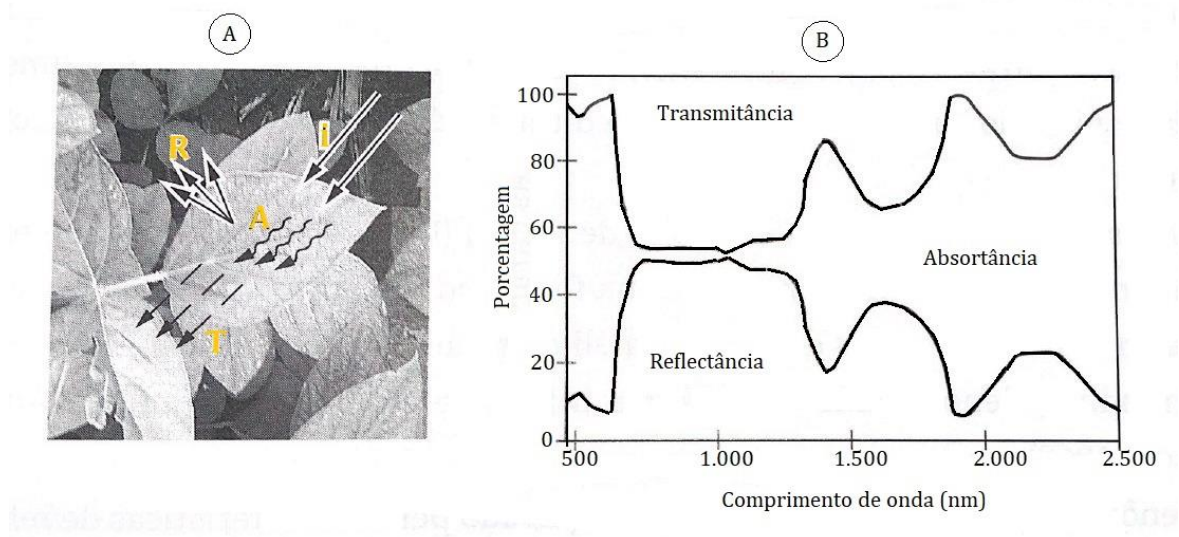 A
B
R
i
A
T
100
80
60
40
20
0
Porcentagem
Transmitância
Absortância
Reflectância
500
1.000
1.500
2.000
2.500
Comprimento de onda (nm)